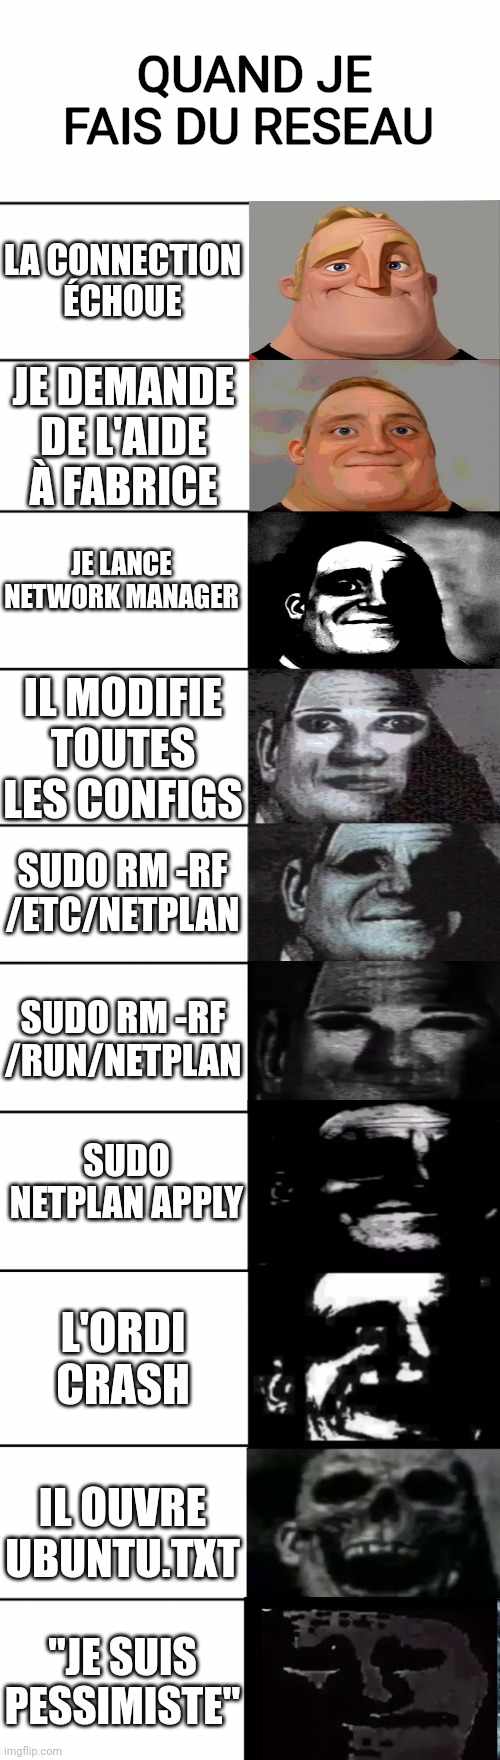 QUAND JE
FAIS DU RESEAU
LA CONNECTION
ÉCHOUE
JE DEMANDE
DE L'AIDE
À FABRICE
JE LANCE
NETWORK MANAGER
IL MODIFIE
TOUTES
LES CONFIGS
SUDO RM -RF
/ETC/NETPLAN
SUDO RM -RF
/RUN/NETPLAN
SUDO
NETPLAN APPLY
L'ORDI
CRASH
IL OUVRE
UBUNTU.TXT
"JE SUIS
PESSIMISTE"
imgflip.com